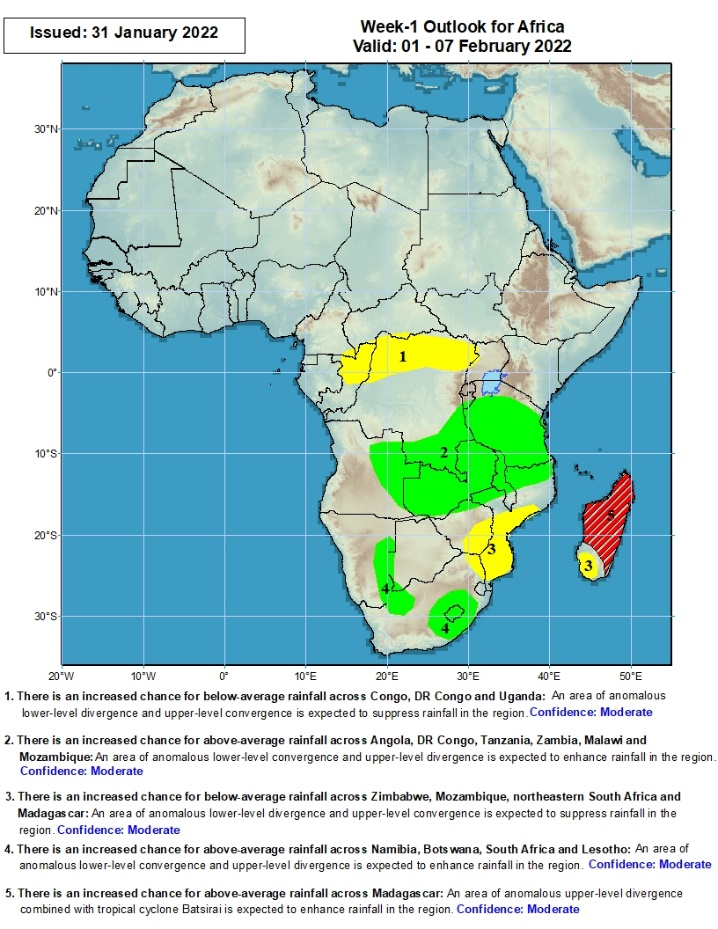 Issued: 31 January 2022
Week-1 Outlook for Africa
Valid: 01 - 07 February 2022
30°N
20°N
10°N
0°
10°S
20°S
30°S
1
2
3
5
3
4
4
20°W
10°W
0°
10°E
20°E
30°E
40°E
50°E
1. There is an increased chance for below-average rainfall across Congo, DR Congo and Uganda: An area of anomalous
lower-level divergence and upper-level convergence is expected to suppress rainfall in the region. Confidence: Moderate
2. There is an increased chance for above-average rainfall across Angola, DR Congo, Tanzania, Zambia, Malawi and
Mozambique: An area of anomalous lower-level convergence and upper-level divergence is expected to enhance rainfall in the region.
Confidence: Moderate
3. There is an increased chance for below-average rainfall across Zimbabwe, Mozambique, northeastern South Africa and
Madagascar: An area of anomalous lower-level divergence and upper-level convergence is expected to suppress rainfall in the
region. Confidence: Moderate
4. There is an increased chance for above-average rainfall across Namibia, Botswana, South Africa and Lesotho: An area of
anomalous lower-level convergence and upper-level divergence is expected to enhance rainfall in the region. Confidence: Moderate
5. There is an increased chance for above-average rainfall across Madagascar: An area of anomalous upper-level divergence
combined with tropical cyclone Batsirai is expected to enhance rainfall in the region. Confidence: Moderate